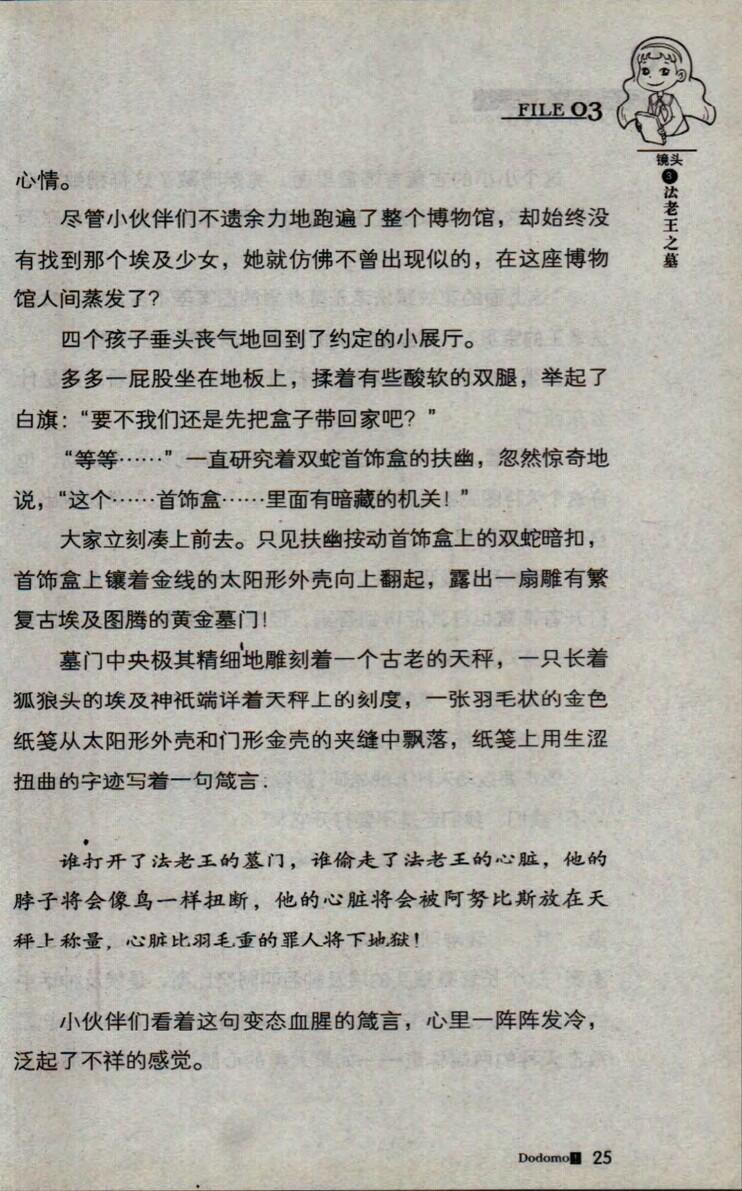 FILE 03
镜头
3
法老王之墓
心情。
尽管小伙伴们不遗余力地跑遍了整个博物馆，却始终没
有找到那个埃及少女，她就仿佛不曾出现似的，在这座博物
馆人间蒸发了？
四个孩子垂头丧气地回到了约定的小展厅。
多多一屁股坐在地板上，揉着有些酸软的双腿，举起了
白旗：“要不我们还是先把盒子带回家吧？”
“等等……”一直研究着双蛇首饰盒的扶幽，忽然惊奇地
说，“这个……首饰盒……里面有暗藏的机关！”
大家立刻凑上前去。只见扶幽按动首饰盒上的双蛇暗扣，
首饰盒上镶着金线的太阳形外壳向上翻起，露出一扇雕有繁
复古埃及图腾的黄金墓门！
墓门中央极其精细地雕刻着一个古老的天秤，一只长着
狐狼头的埃及神祇端详着天秤上的刻度，一张羽毛状的金色
纸笺从太阳形外壳和门形金壳的夹缝中飘落，纸笺上用生涩
扭曲的字迹写着一句箴言：
谁打开了法老王的墓门，谁偷走了法老王的心脏，他的
脖子将会像鸟一样扭断，他的心脏将会被阿努比斯放在天
秤上称量，心脏比羽毛重的罪人将下地狱！
小伙伴们看着这句变态血腥的箴言，心里一阵阵发冷，
泛起了不祥的感觉。
Dodomo! 25